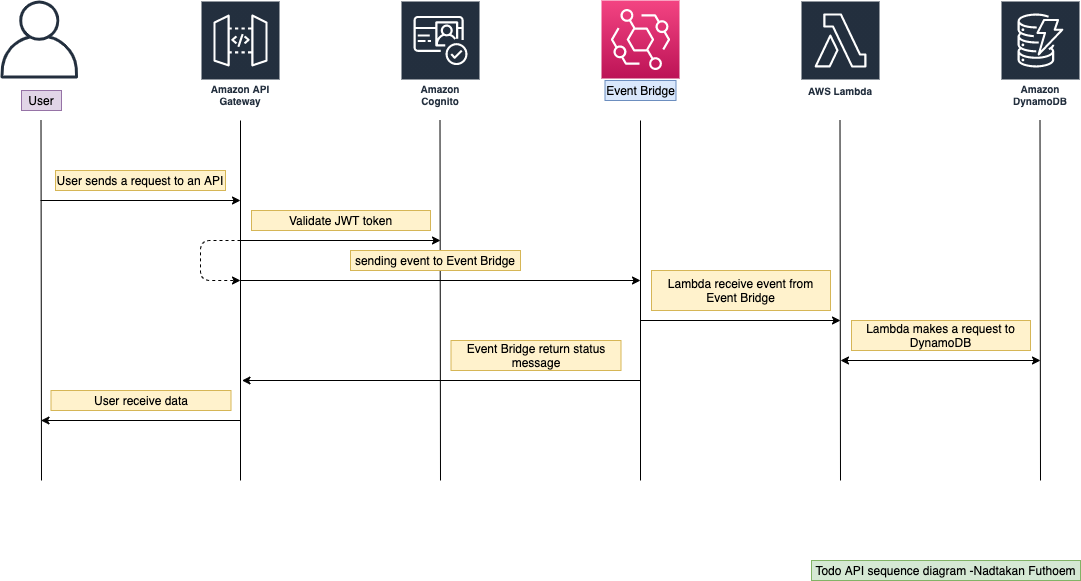 User
Amazon API
Gateway
Amazon
Cognito
Event Bridge
AWS Lambda
Amazon
DynamoDB
User sends a request to an API
Validate JWT token
sending event to Event Bridge
Lambda receive event from
Event Bridge
Lambda makes a request to
DynamoDB
Event Bridge return status
message
User receive data
Todo API sequence diagram -Nadtakan Futhoem